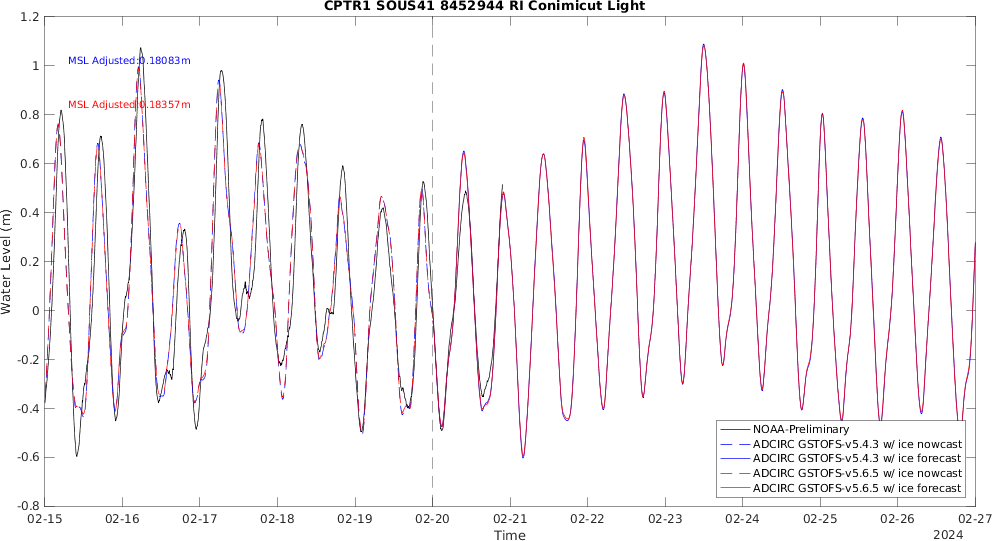 CPTR1 SOUS41 8452944 RI Conimicut Light
1.2
1
0.8
0.6
0.4
0.2
0
-0.2
-0.4
-0.6
-0.8
Water Level (m)
MSL Adjusted:0.18083m
MSL Adjusted:0.18357m
NOAA-Preliminary
ADCIRC GSTOFS-v5.4.3 w/ ice nowcast
ADCIRC GSTOFS-v5.4.3 w/ ice forecast
ADCIRC GSTOFS-v5.6.5 w/ ice nowcast
ADCIRC GSTOFS-v5.6.5 w/ ice forecast
02-15 02-16 02-17 02-18 02-19 02-20 02-21 02-22 02-23 02-24 02-25 02-26 02-27
Time
2024